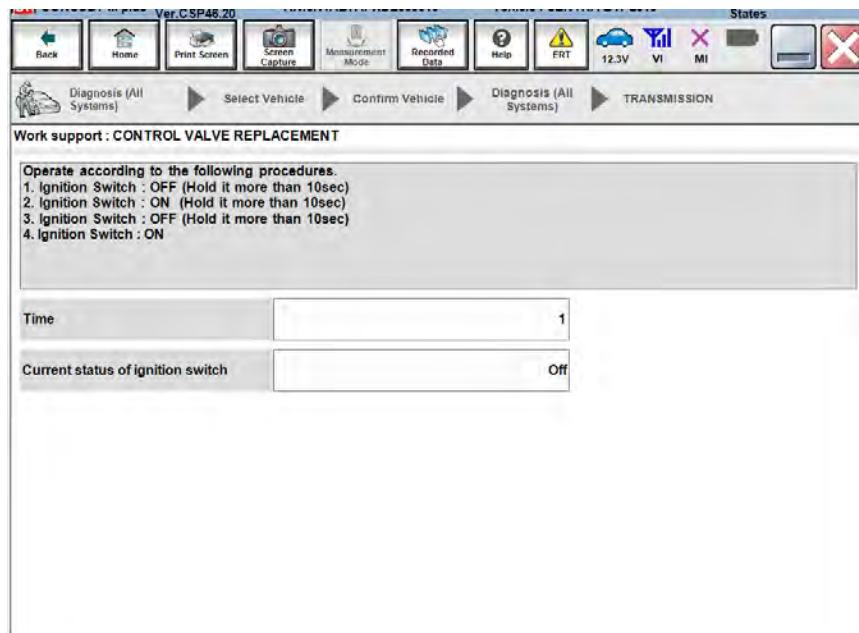 Ver.CSP46.20
States
Back
Home
Print Screen
Screen Capture
Measurement Mode
Recorded Data
Help
ERT
12.3V
VI
MI
Diagnosis (All Systems)
Select Vehicle
Confirm Vehicle
Diagnosis (All Systems)
TRANSMISSION
Work support : CONTROL VALVE REPLACEMENT
Operate according to the following procedures.
1. Ignition Switch : OFF (Hold it more than 10sec)
2. Ignition Switch : ON (Hold it more than 10sec)
3. Ignition Switch : OFF (Hold it more than 10sec)
4. Ignition Switch : ON
Time
1
Current status of ignition switch
Off